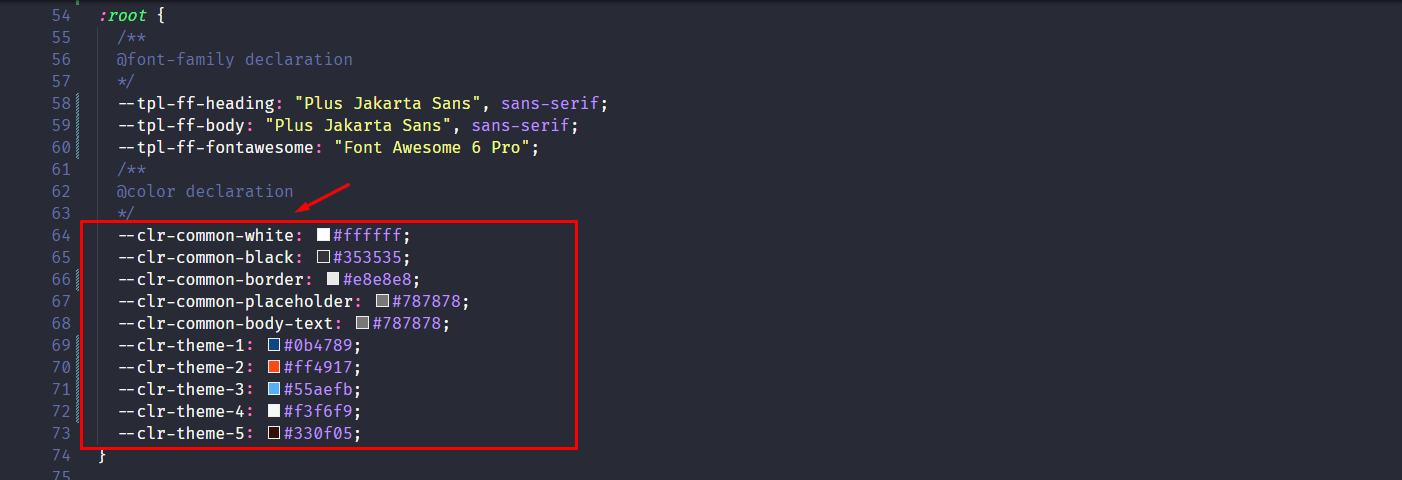 54 :root {
55 /**
56 @font-family declaration
57 */
58 --tpl-ff-heading: "Plus Jakarta Sans", sans-serif;
59 --tpl-ff-body: "Plus Jakarta Sans", sans-serif;
60 --tpl-ff-fontawesome: "Font Awesome 6 Pro";
61 /**
62 @color declaration
63 */
64 --clr-common-white: #ffffff;
65 --clr-common-black: #353535;
66 --clr-common-border: #e8e8e8;
67 --clr-common-placeholder: #787878;
68 --clr-common-body-text: #787878;
69 --clr-theme-1: #0b4789;
70 --clr-theme-2: #ff4917;
71 --clr-theme-3: #55aefb;
72 --clr-theme-4: #f3f6f9;
73 --clr-theme-5: #330f05;
74 }
75